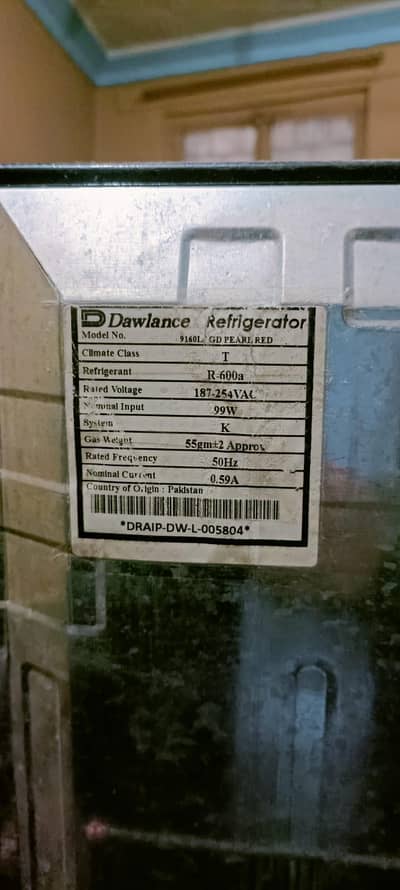 Dawlance Refrigerator
Model No. 9160L GD PEARL RED
Climate Class T
Refrigerant R-600a
Rated Voltage 187-254VAC
Nominal Input 99W
System K
Gas Weight 55gm±2 Approx
Rated Frequency 50Hz
Nominal Current 0.59A
Country of Origin : Pakistan
*DRAIP-DW-L-005804*